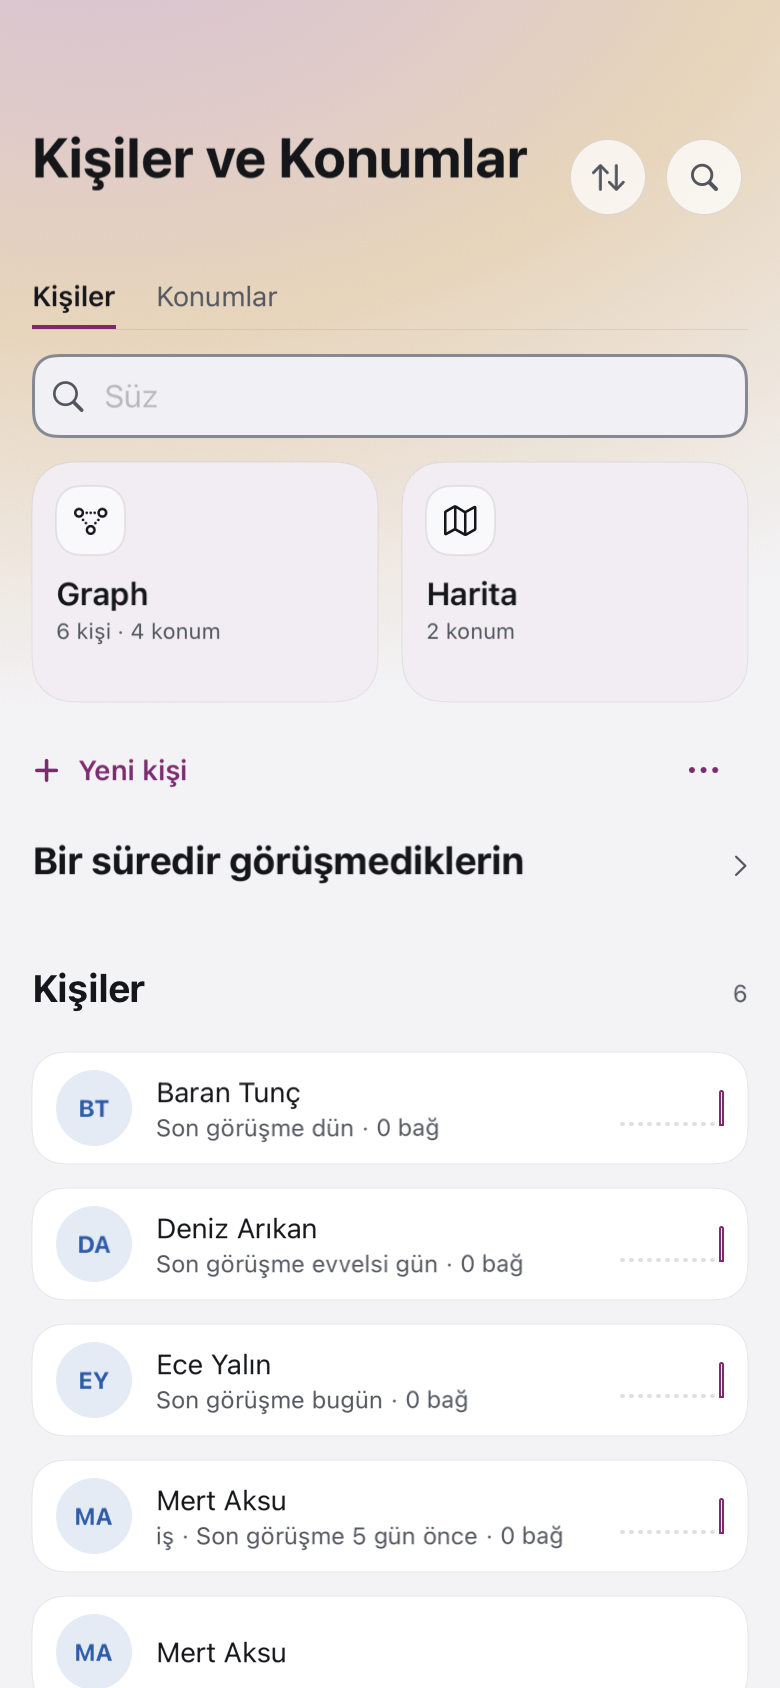 Kişiler ve Konumlar
Kişiler
Konumlar
Süz
Graph
6 kişi · 4 konum
Harita
2 konum
Yeni kişi
Bir süredir görüşmediklerin
Kişiler
6
BT
Baran Tunç
Son görüşme dün · 0 bağ
DA
Deniz Arıkan
Son görüşme evvelsi gün · 0 bağ
EY
Ece Yalın
Son görüşme bugün · 0 bağ
MA
Mert Aksu
iş · Son görüşme 5 gün önce · 0 bağ
MA
Mert Aksu